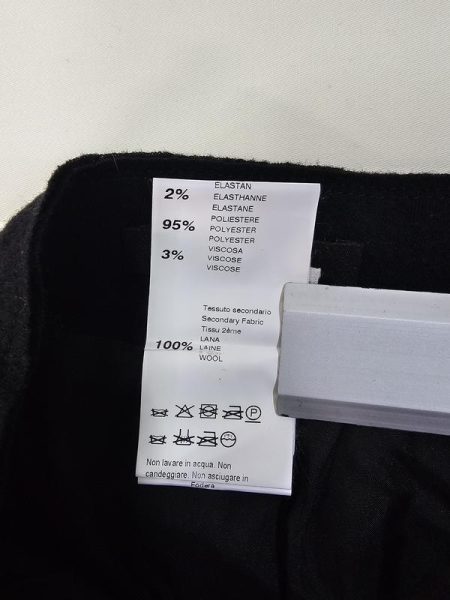 ELASTAN
2% ELASTHANNE
ELASTANE
POLIESTERE
95% POLYESTER
POLYESTER
VISCOSA
3% VISCOSE
VISCOSE
Tessuto secondario
Secondary Fabric
Tissu 2ème
LANA
100% LAINE
WOOL
P
Non lavare in acqua. Non
candeggiare. Non asciugare in
Fodera